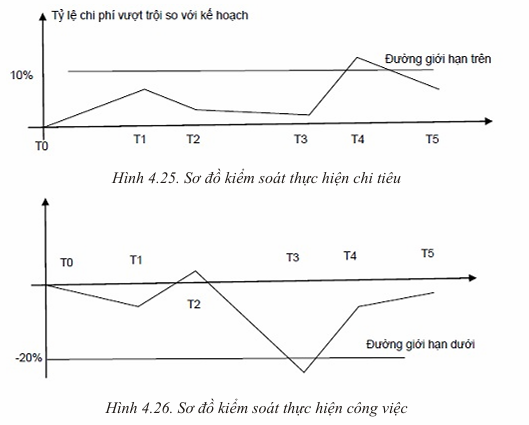 Tỷ lệ chi phí vượt trội so với kế hoạch
Đường giới hạn trên
10%
T0 T1 T2 T3 T4 T5
Hình 4.25. Sơ đồ kiểm soát thực hiện chi tiêu
T0 T1 T3 T4 T5
T2
Đường giới hạn dưới
-20%
Hình 4.26. Sơ đồ kiểm soát thực hiện công việc